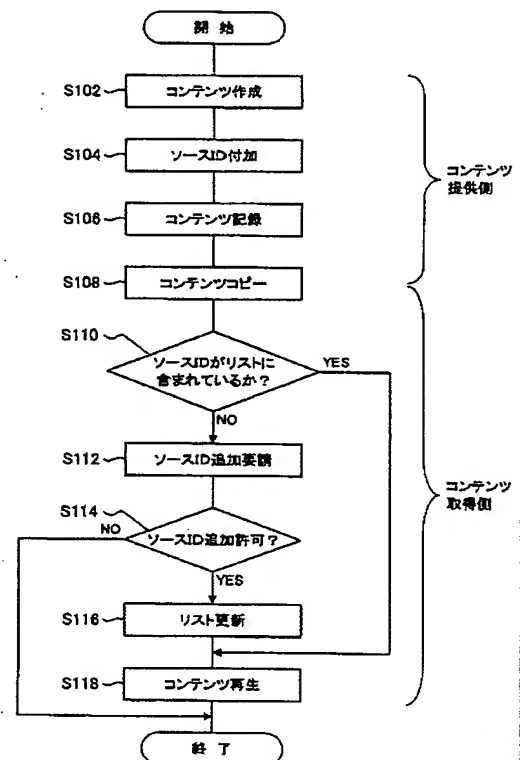 開 始
S102
コンテンツ作成
S104
ソースID付加
コンテンツ
提供側
S106
コンテンツ記録
S108
コンテンツコピー
S110
ソースIDがリストに
含まれているか？
YES
NO
S112
ソースID追加要請
コンテンツ
取得側
S114
NO
ソースID追加許可？
YES
S116
リスト更新
S118
コンテンツ再生
終 了